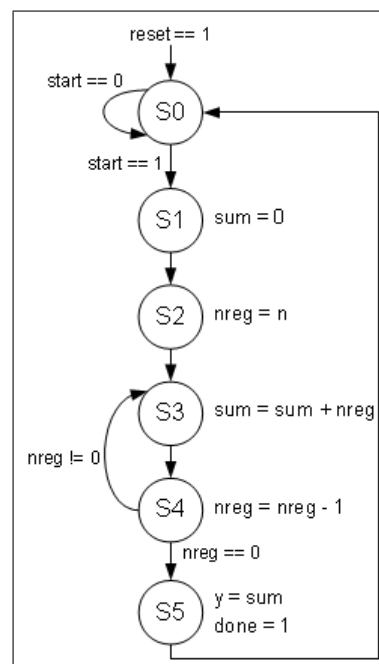 reset == 1
start == 0
S0
start == 1
S1 sum = 0
S2 nreg = n
S3 sum = sum + nreg
nreg != 0
S4 nreg = nreg - 1
nreg == 0
S5 y = sum
done = 1